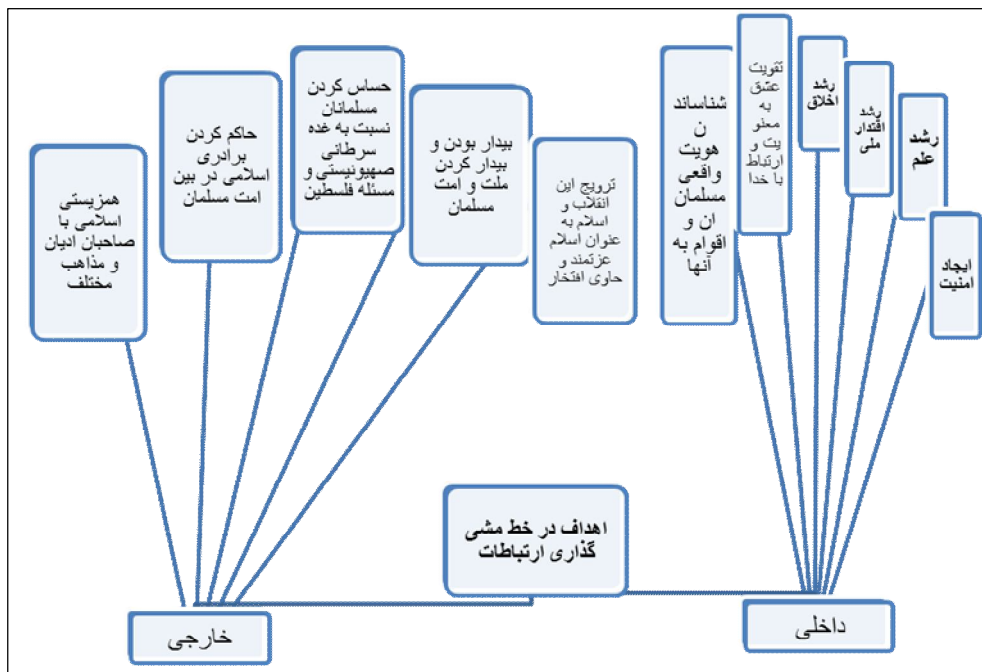 ایجاد
امنیت
رشد
علم
رشد
اقتدار
ملی
رشد
اخلاق
تقویت
عشق
به
معنو
یت و
ارتباط
با خدا
شناساند
ن
هویت
واقعی
مسلمان
ان و
اقوام به
آنها
ترویج این
انقلاب و
اسلام به
عنوان اسلام
عزتمند و
حاوی افتخار
بیدار بودن و
بیدار کردن
ملت و امت
مسلمان
حساس کردن
مسلمانان
نسبت به غده
سرطانی
صهیونیستی و
مسئله فلسطین
حاکم کردن
برادری
اسلامی در بین
امت مسلمان
همزیستی
اسلامی با
صاحبان ادیان
و مذاهب
مختلف
اهداف در خط مشی
گذاری ارتباطات
داخلی
خارجی